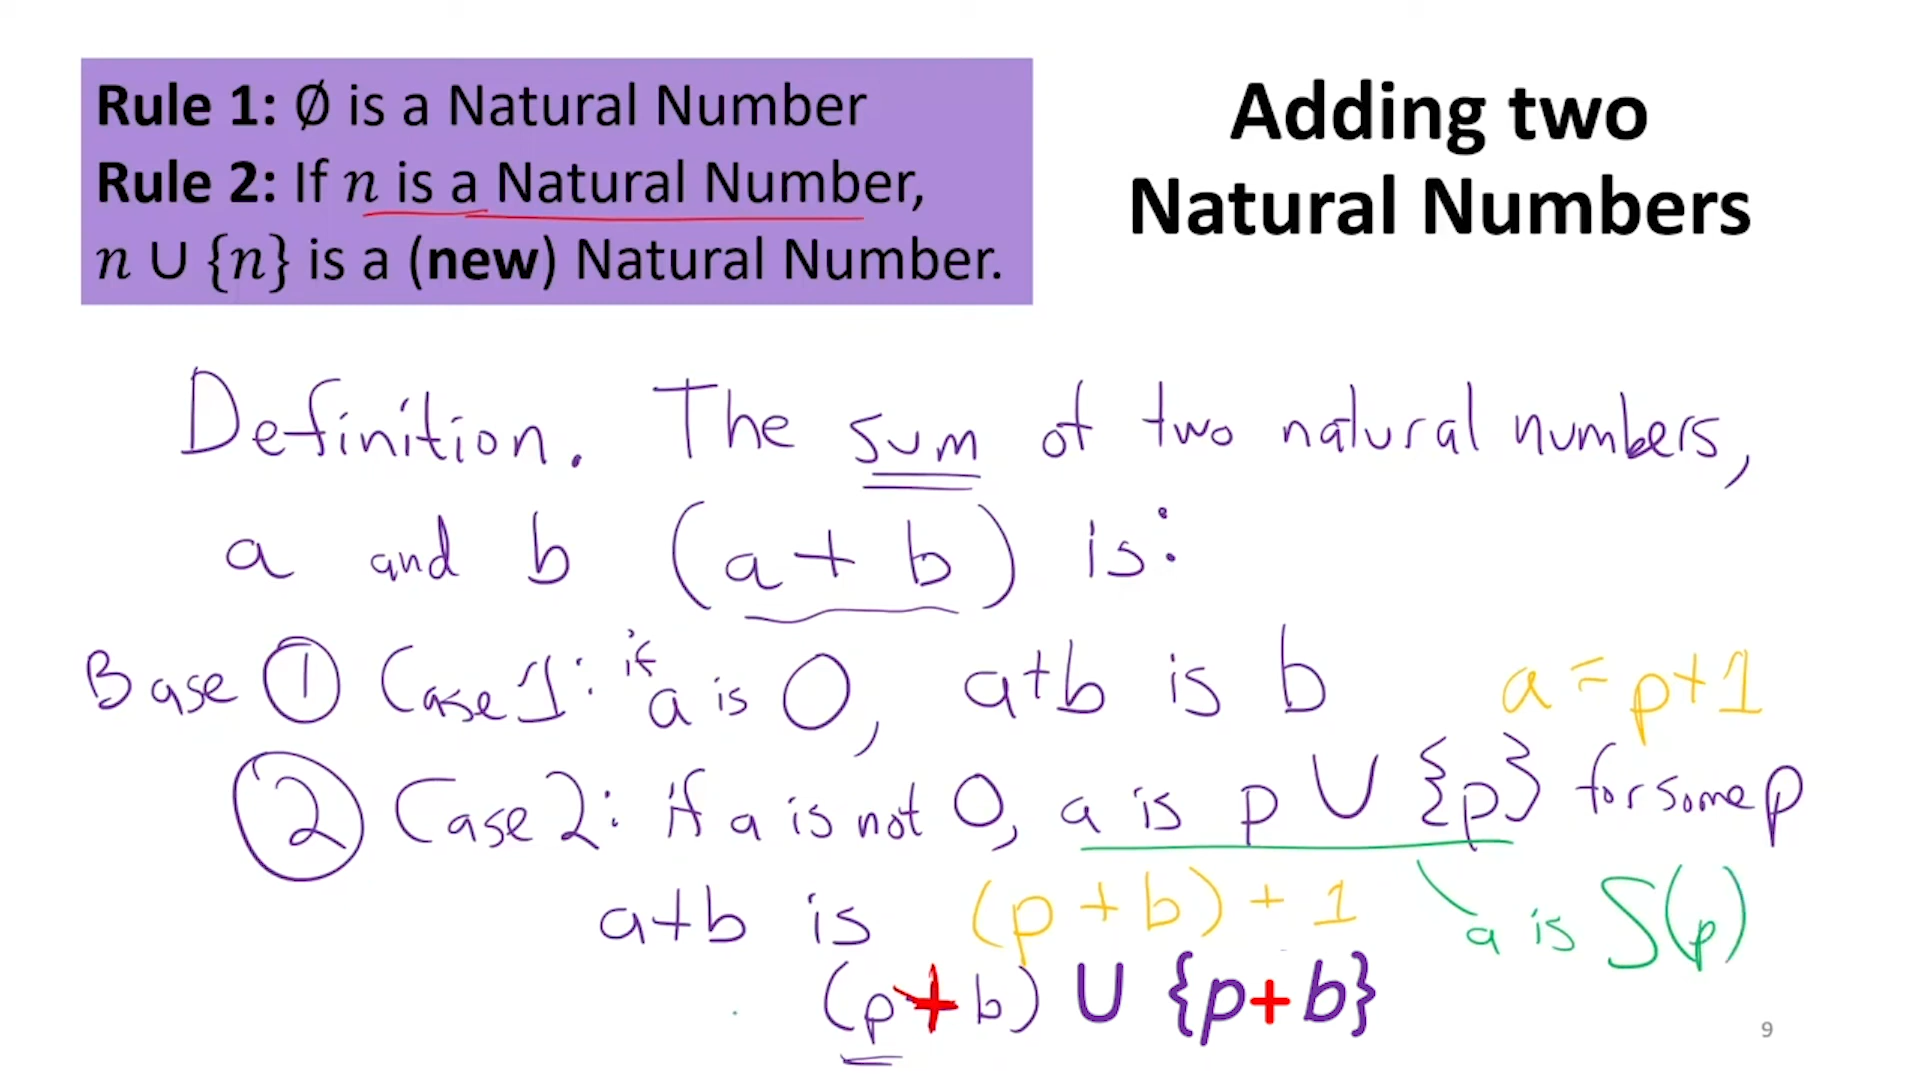 Rule 1: Ø is a Natural Number
Rule 2: If n is a Natural Number,
n ∪ {n} is a (new) Natural Number.
Adding two
Natural Numbers
Definition. The sum of two natural numbers,
a and b (a + b) is:
Base ① Case 1: if a is 0, a+b is b
a = p+1
② Case 2: if a is not 0, a is p ∪ {p} for some p
a+b is (p + b) + 1
a is S(p)
(p+b) ∪ {p+b}
9